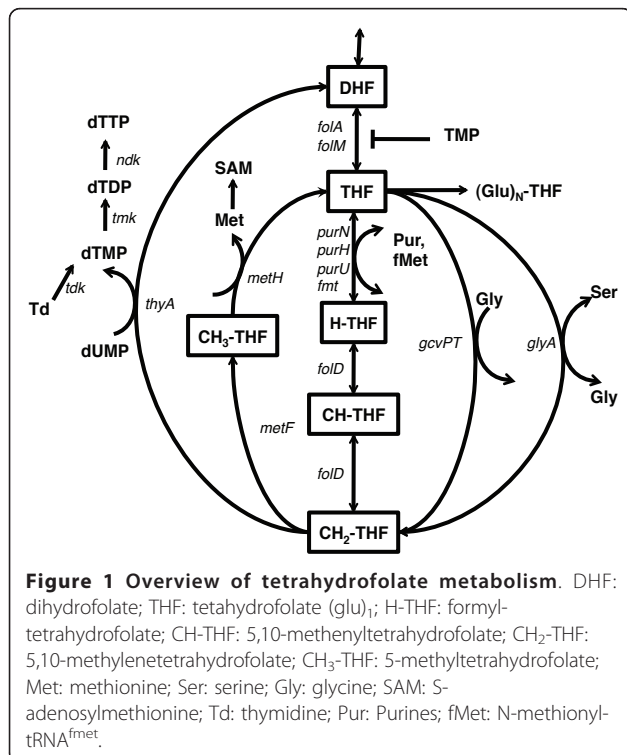 DHF
dTTP
folA
folM
TMP
ndk
SAM
dTDP
THF
(Glu)N-THF
tmk
Met
purN
purH
purU
fmt
Pur,
fMet
dTMP
metH
Ser
Td
tdk
thyA
Gly
CH3-THF
H-THF
dUMP
gcvPT
glyA
folD
Gly
CH-THF
metF
folD
CH2-THF
Figure 1 Overview of tetrahydrofolate metabolism. DHF:
dihydrofolate; THF: tetahydrofolate (glu)1; H-THF: formyl-
tetrahydrofolate; CH-THF: 5,10-methenyltetrahydrofolate; CH2-THF:
5,10-methylenetetrahydrofolate; CH3-THF: 5-methyltetrahydrofolate;
Met: methionine; Ser: serine; Gly: glycine; SAM: S-
adenosylmethionine; Td: thymidine; Pur: Purines; fMet: N-methionyl-
tRNAfmet.